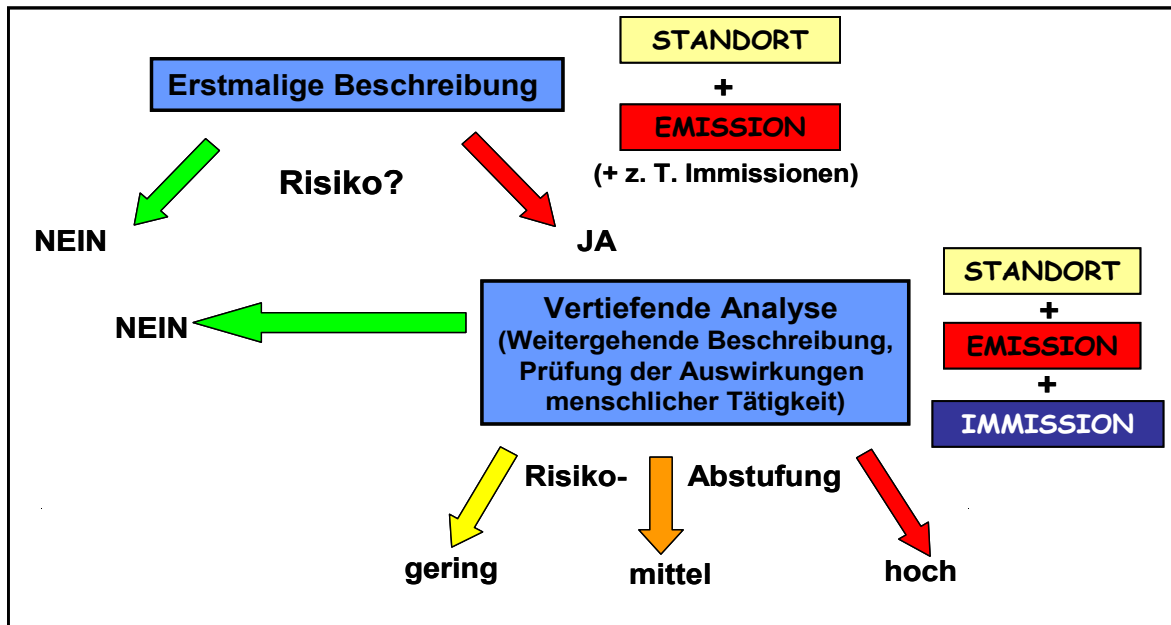 STANDORT
Erstmalige Beschreibung
+
EMISSION
(+ z. T. Immissionen)
Risiko?
NEIN
JA
STANDORT
+
NEIN
Vertiefende Analyse
(Weitergehende Beschreibung,
Prüfung der Auswirkungen
menschlicher Tätigkeit)
EMISSION
+
IMMISSION
Risiko- Abstufung
gering
mittel
hoch